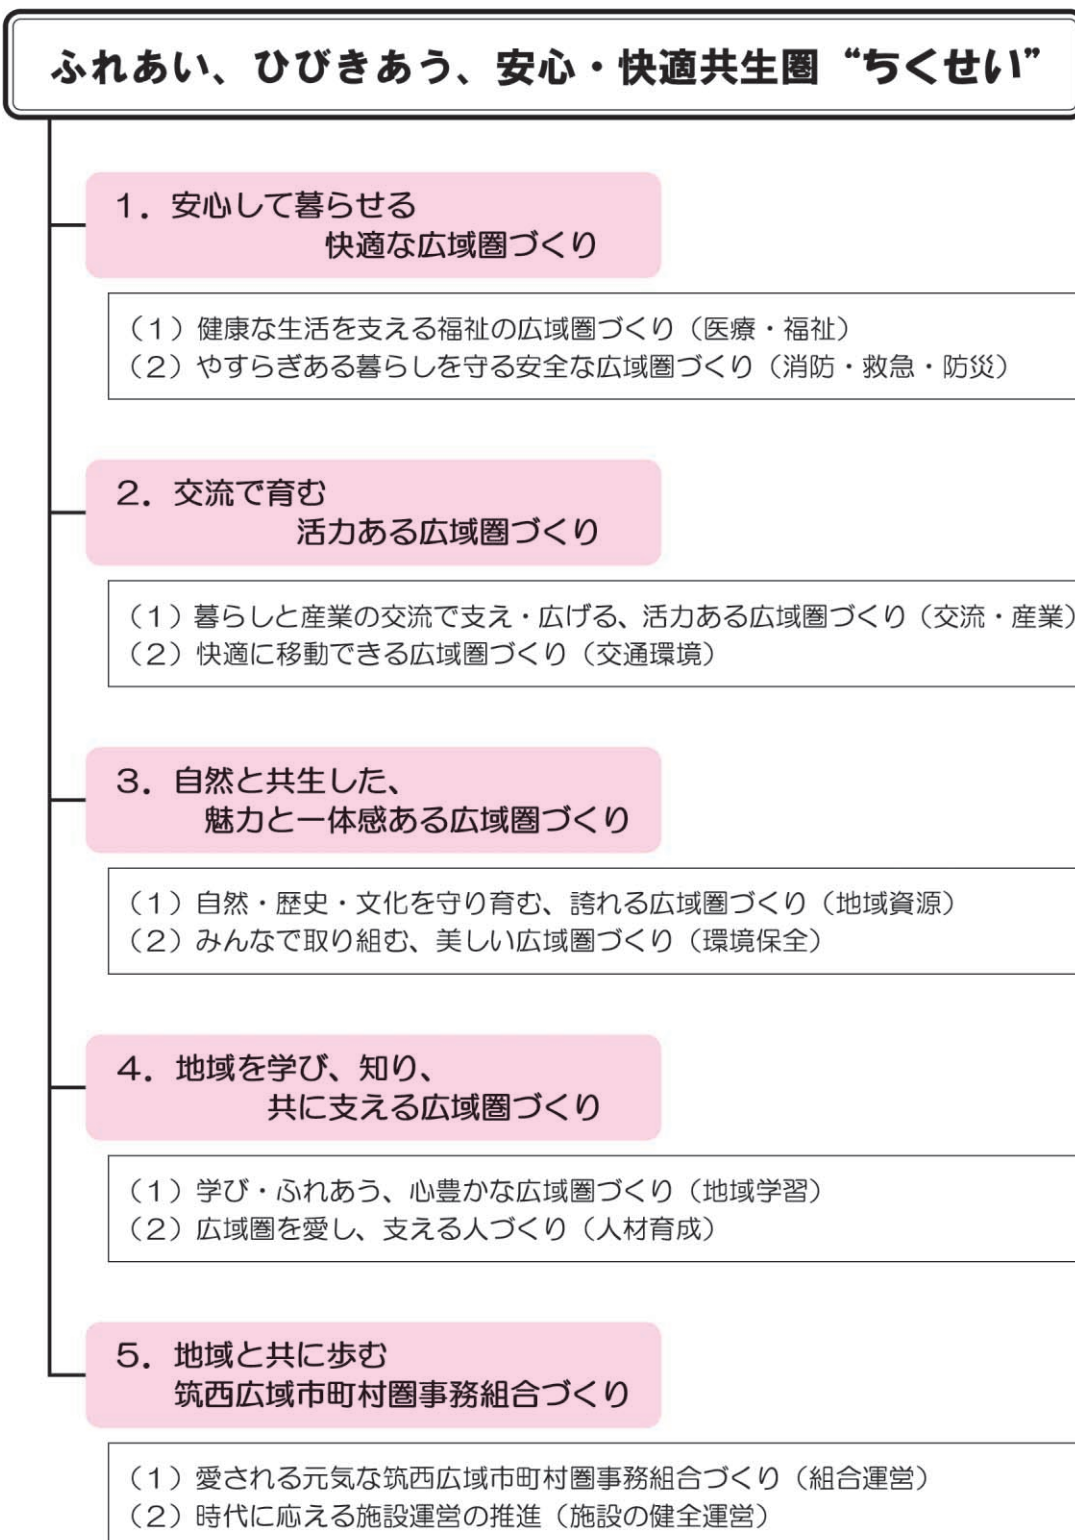 ふれあい、ひびきあう、安心・快適共生圏“ちくせい”
1．安心して暮らせる
快適な広域圏づくり
（1）健康な生活を支える福祉の広域圏づくり（医療・福祉）
（2）やすらぎある暮らしを守る安全な広域圏づくり（消防・救急・防災）
2．交流で育む
活力ある広域圏づくり
（1）暮らしと産業の交流で支え・広げる、活力ある広域圏づくり（交流・産業）
（2）快適に移動できる広域圏づくり（交通環境）
3．自然と共生した、
魅力と一体感ある広域圏づくり
（1）自然・歴史・文化を守り育む、誇れる広域圏づくり（地域資源）
（2）みんなで取り組む、美しい広域圏づくり（環境保全）
4．地域を学び、知り、
共に支える広域圏づくり
（1）学び・ふれあう、心豊かな広域圏づくり（地域学習）
（2）広域圏を愛し、支える人づくり（人材育成）
5．地域と共に歩む
筑西広域市町村圏事務組合づくり
（1）愛される元気な筑西広域市町村圏事務組合づくり（組合運営）
（2）時代に応える施設運営の推進（施設の健全運営）